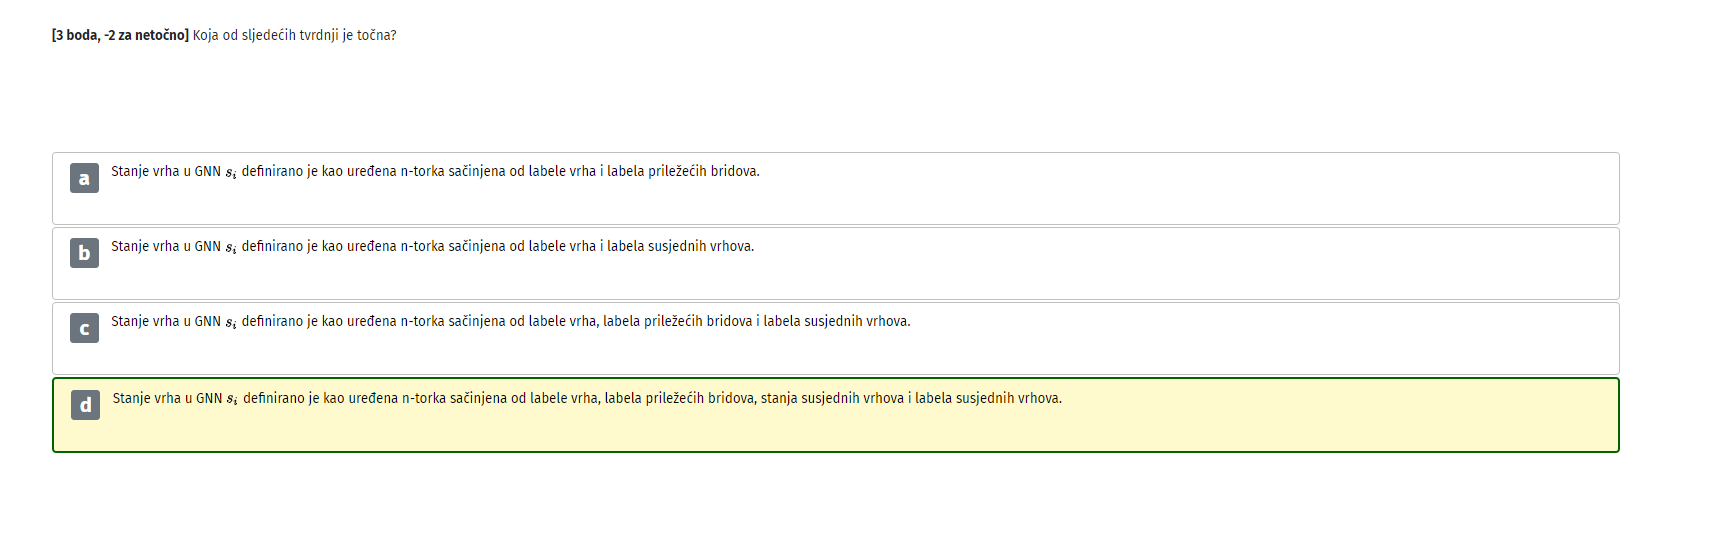 [3 boda, -2 za netočno] Koja od sljedećih tvrdnji je točna?
a Stanje vrha u GNN s_i definirano je kao uređena n-torka sačinjena od labele vrha i labela priležećih bridova.
b Stanje vrha u GNN s_i definirano je kao uređena n-torka sačinjena od labele vrha i labela susjednih vrhova.
c Stanje vrha u GNN s_i definirano je kao uređena n-torka sačinjena od labele vrha, labela priležećih bridova i labela susjednih vrhova.
d Stanje vrha u GNN s_i definirano je kao uređena n-torka sačinjena od labele vrha, labela priležećih bridova, stanja susjednih vrhova i labela susjednih vrhova.